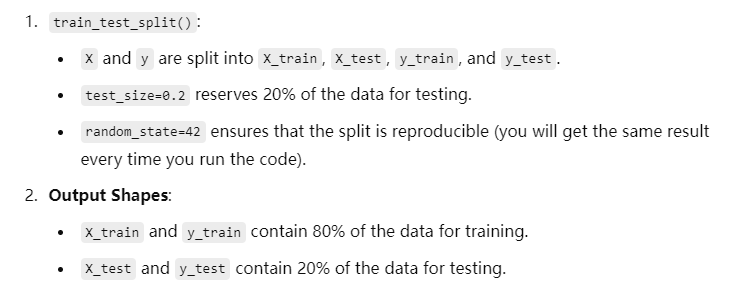 1. train_test_split():
• X and y are split into X_train, X_test, y_train, and y_test.
• test_size=0.2 reserves 20% of the data for testing.
• random_state=42 ensures that the split is reproducible (you will get the same result
every time you run the code).
2. Output Shapes:
• X_train and y_train contain 80% of the data for training.
• X_test and y_test contain 20% of the data for testing.